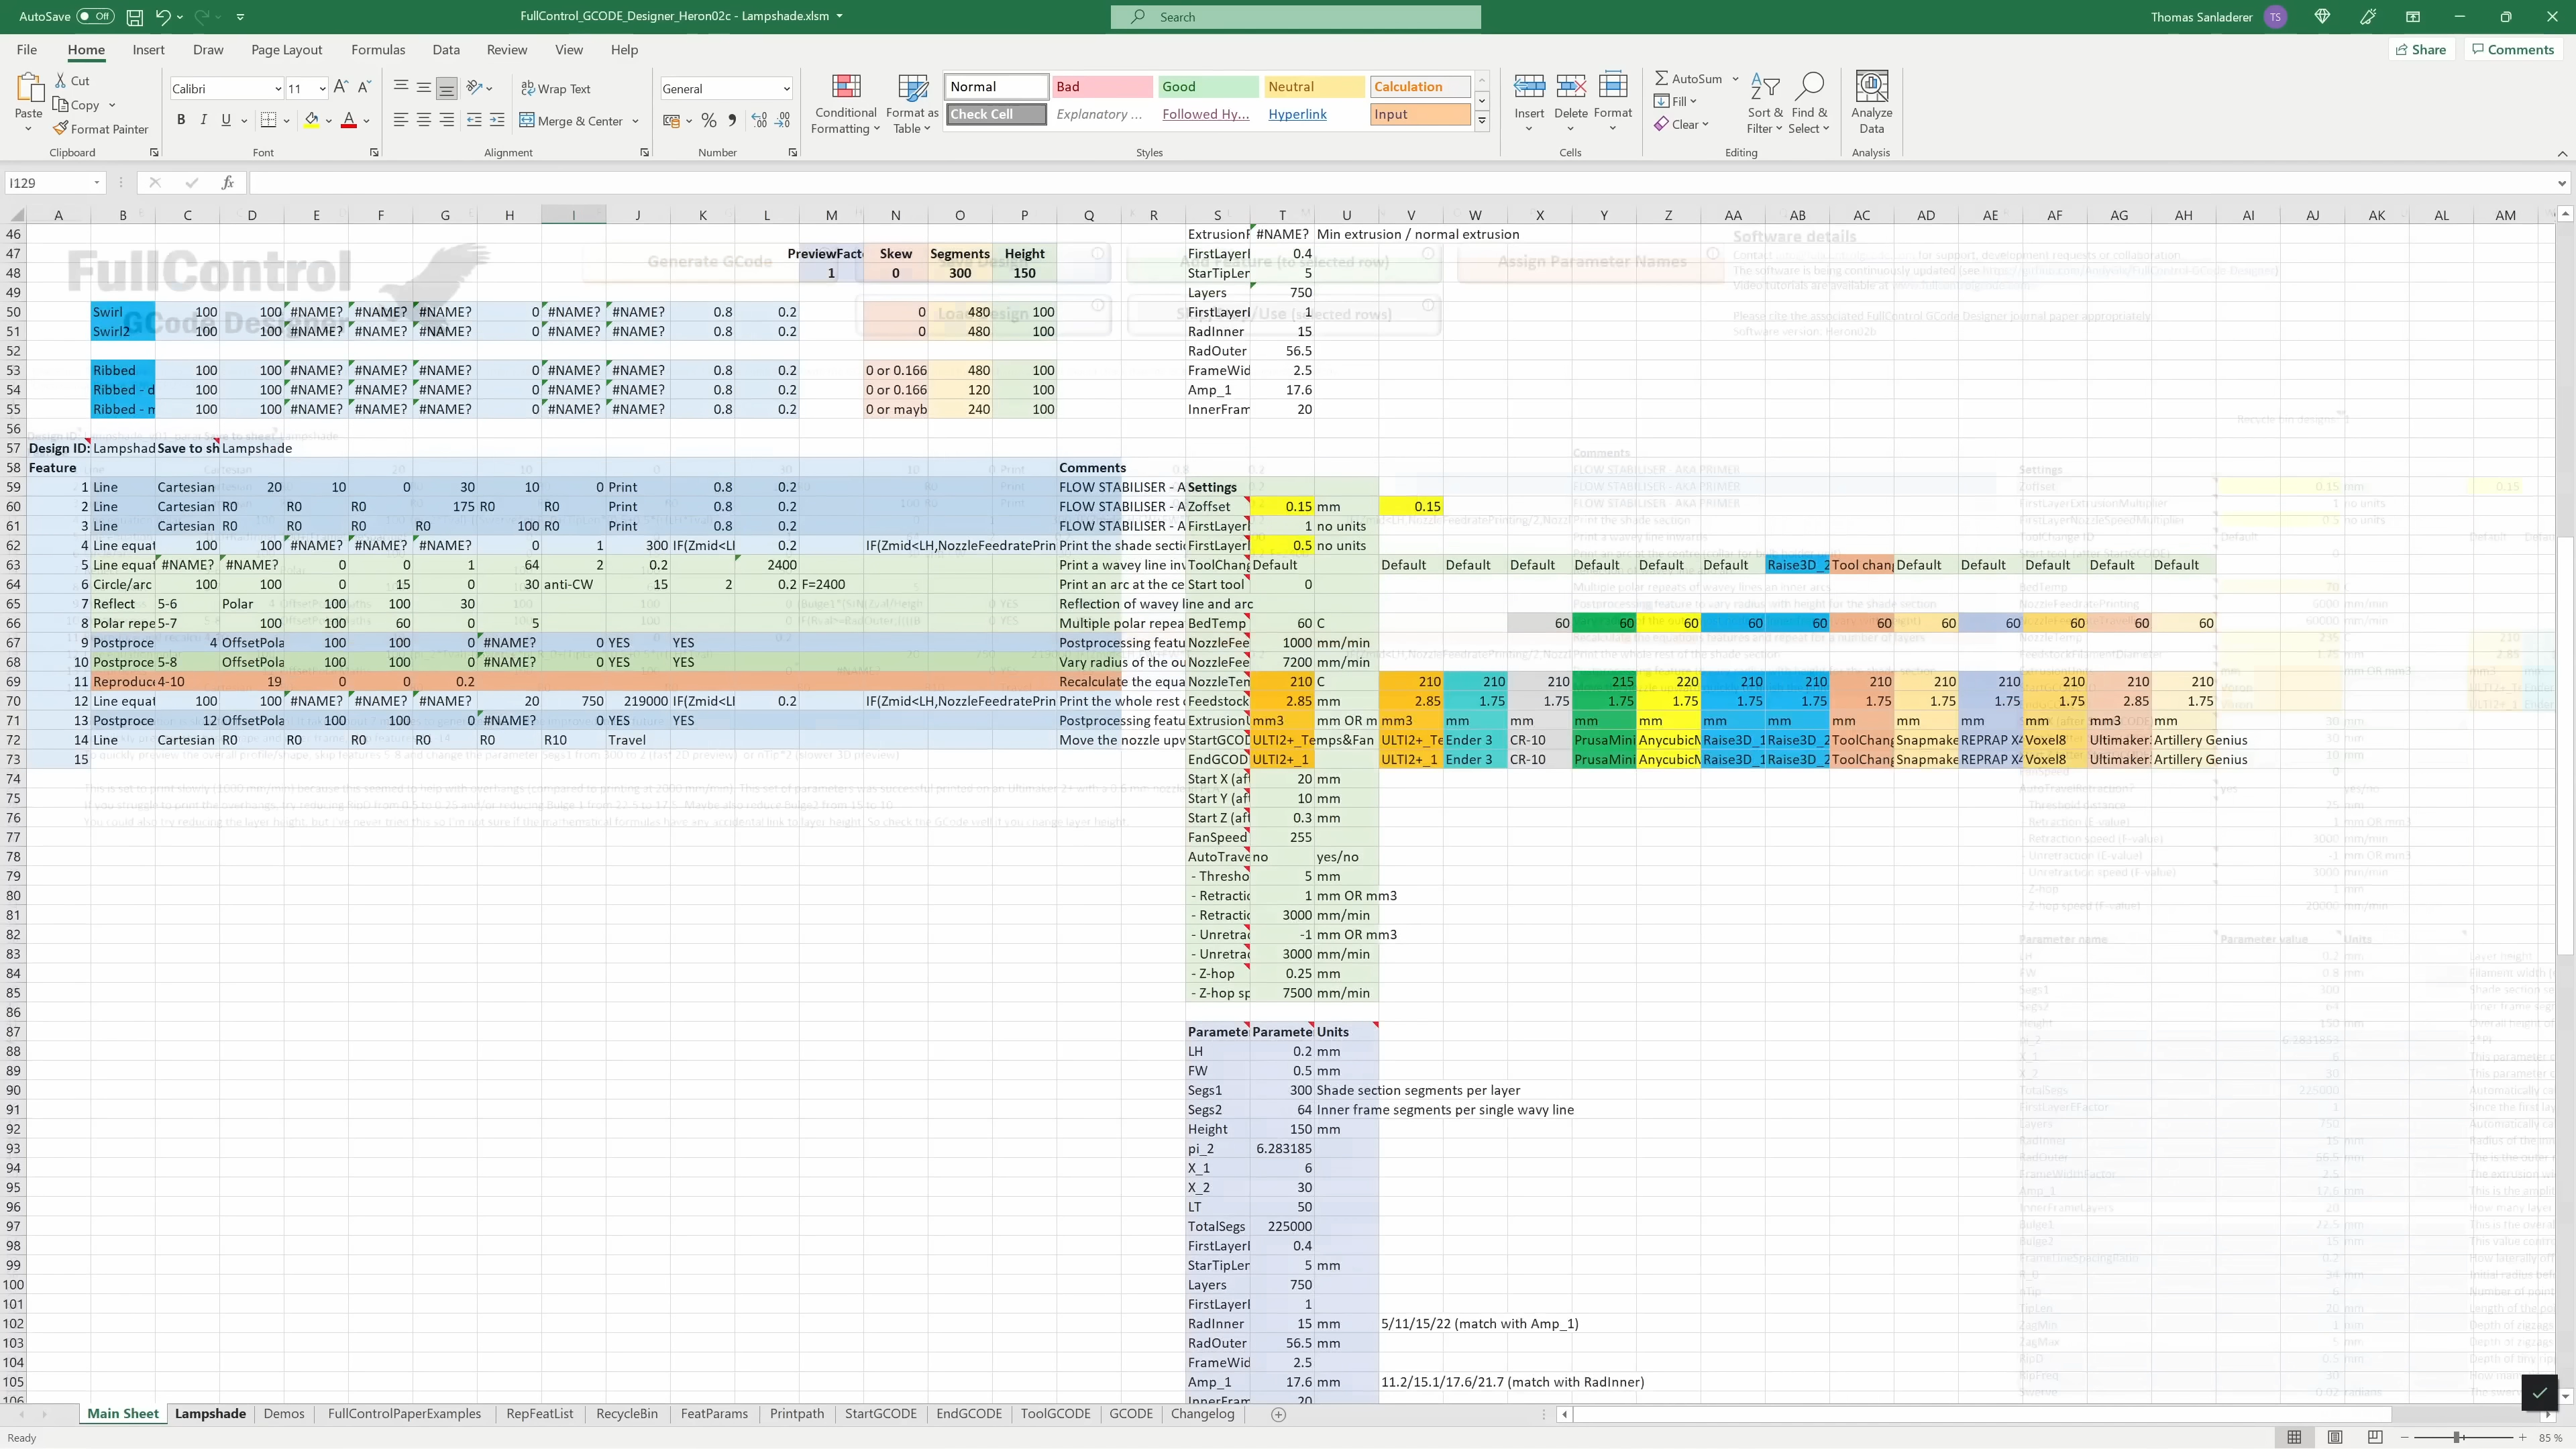 AutoSave Off FullControl_GCODE_Designer_Heron02c - Lampshade.xlsm Search Thomas Sanladerer TS
File Home Insert Draw Page Layout Formulas Data Review View Help Share Comments
Paste Cut Copy Format Painter Clipboard
Calibri 11 B I U Font
Wrap Text Merge & Center Alignment
General % Number
Conditional Formatting Format as Table Normal Bad Good Neutral Calculation
Check Cell Explanatory ... Followed Hy... Hyperlink Input Styles
Insert Delete Format Cells
AutoSum Fill Clear Sort & Filter Find & Select Editing
Analyze Data Analysis
I129 fx
A B C D E F G H I J K L M N O P Q R S T U V W X Y Z AA AB AC AD AE AF AG AH AI AJ AK AL AM
FullControl
GCode Designer
Generate GCode
Add Feature (to selected row)
Assign Parameter Names
Software details
46 ExtrusionF #NAME? Min extrusion / normal extrusion
47 PreviewFact Skew Segments Height FirstLayerI 0.4
48 1 0 300 150 StarTipLer 5
49 Layers 750
50 Swirl 100 100 #NAME? #NAME? #NAME? 0 #NAME? #NAME? 0.8 0.2 0 480 100 FirstLayerI 1
51 Swirl2 100 100 #NAME? #NAME? #NAME? 0 #NAME? #NAME? 0.8 0.2 0 480 100 RadInner 15
52 RadOuter 56.5
53 Ribbed 100 100 #NAME? #NAME? #NAME? 0 #NAME? #NAME? 0.8 0.2 0 or 0.166 480 100 FrameWid 2.5
54 Ribbed - d 100 100 #NAME? #NAME? #NAME? 0 #NAME? #NAME? 0.8 0.2 0 or 0.166 120 100 Amp_1 17.6
55 Ribbed - m 100 100 #NAME? #NAME? #NAME? 0 #NAME? #NAME? 0.8 0.2 0 or mayb 240 100 InnerFram 20
56
57 Design ID: Lampshad Save to sh Lampshade
58 Feature Comments
59 1 Line Cartesian 20 10 0 30 10 0 Print 0.8 0.2 FLOW STABILISER - A Settings
60 2 Line Cartesian R0 R0 R0 175 R0 R0 Print 0.8 0.2 FLOW STABILISER - A Zoffset 0.15 mm 0.15
61 3 Line Cartesian R0 R0 R0 R0 100 R0 Print 0.8 0.2 FLOW STABILISER - A FirstLayerI 1 no units
62 4 Line equat 100 100 #NAME? #NAME? #NAME? 0 1 300 IF(Zmid<LI 0.2 IF(Zmid<LH,NozzleFeedratePrin Print the shade secti FirstLayerI 0.5 no units
63 5 Line equat #NAME? #NAME? 0 0 1 64 2 0.2 2400 Print a wavey line inv ToolChang Default Default Default Default Default Default Default Raise3D_2 Tool chang Default Default Default Default Default
64 6 Circle/arc 100 100 0 15 0 30 anti-CW 15 2 0.2 F=2400 Print an arc at the ce Start tool 0
65 7 Reflect 5-6 Polar 100 100 30 Reflection of wavey line and arc
66 8 Polar repe 5-7 100 100 60 0 5 Multiple polar repea BedTemp 60 C 60 60 60 60 60 60 60 60 60 60 60
67 9 Postproce 4 OffsetPola 100 100 0 #NAME? 0 YES YES Postprocessing featu NozzleFee 1000 mm/min
68 10 Postproce 5-8 OffsetPola 100 100 0 #NAME? 0 YES YES Vary radius of the ou NozzleFee 7200 mm/min
69 11 Reproduc 4-10 19 0 0 0.2 Recalculate the equa NozzleTen 210 C 210 210 210 215 220 210 210 210 210 210 210 210 210
70 12 Line equat 100 100 #NAME? #NAME? #NAME? 20 750 219000 IF(Zmid<LI 0.2 IF(Zmid<LH,NozzleFeedratePrin Print the whole rest c Feedstock 2.85 mm 2.85 1.75 1.75 1.75 1.75 1.75 1.75 1.75 1.75 1.75 1.75 2.85 1.75
71 13 Postproce 12 OffsetPola 100 100 0 #NAME? 0 YES YES Postprocessing featu ExtrusionU mm3 mm OR m mm3 mm mm mm mm mm mm mm mm mm mm mm3 mm
72 14 Line Cartesian R0 R0 R0 R0 R0 R10 Travel Move the nozzle upw StartGCOD ULTI2+_Temps&Fan ULTI2+_Te Ender 3 CR-10 PrusaMini AnycubicM Raise3D_1 Raise3D_2 ToolChang Snapmake REPRAP X4 Voxel8 Ultimaker Artillery Genius
73 15 EndGCOD ULTI2+_1 ULTI2+_1 Ender 3 CR-10 PrusaMini AnycubicM Raise3D_1 Raise3D_2 ToolChang Snapmake REPRAP X4 Voxel8 Ultimaker Artillery Genius
74 Start X (aft 20 mm
75 Start Y (aft 10 mm
76 Start Z (aft 0.3 mm
77 FanSpeed 255
78 AutoTrave no yes/no
79 - Thresho 5 mm
80 - Retractic 1 mm OR mm3
81 - Retractic 3000 mm/min
82 - Unretrac -1 mm OR mm3
83 - Unretrac 3000 mm/min
84 - Z-hop 0.25 mm
85 - Z-hop sp 7500 mm/min
86
87 Paramete Paramete Units
88 LH 0.2 mm
89 FW 0.5 mm
90 Segs1 300 Shade section segments per layer
91 Segs2 64 Inner frame segments per single wavy line
92 Height 150 mm
93 pi_2 6.283185
94 X_1 6
95 X_2 30
96 LT 50
97 TotalSegs 225000
98 FirstLayerI 0.4
99 StarTipLer 5 mm
100 Layers 750
101 FirstLayerI 1
102 RadInner 15 mm 5/11/15/22 (match with Amp_1)
103 RadOuter 56.5 mm
104 FrameWid 2.5
105 Amp_1 17.6 mm 11.2/15.1/17.6/21.7 (match with RadInner)
106 InnerFram 20
Main Sheet Lampshade Demos FullControlPaperExamples RepFeatList RecycleBin FeatParams Printpath StartGCODE EndGCODE ToolGCODE GCODE Changelog
Ready 85 %